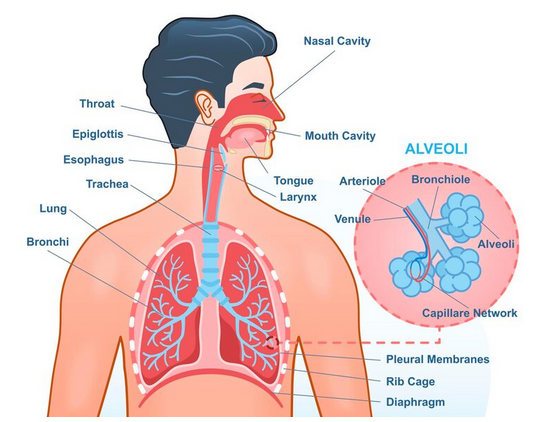 Nasal Cavity
Throat
Epiglottis
Mouth Cavity
Esophagus
ALVEOLI
Trachea
Tongue
Larynx
Arteriole
Bronchiole
Lung
Venule
Bronchi
Alveoli
Capillare Network
Pleural Membranes
Rib Cage
Diaphragm